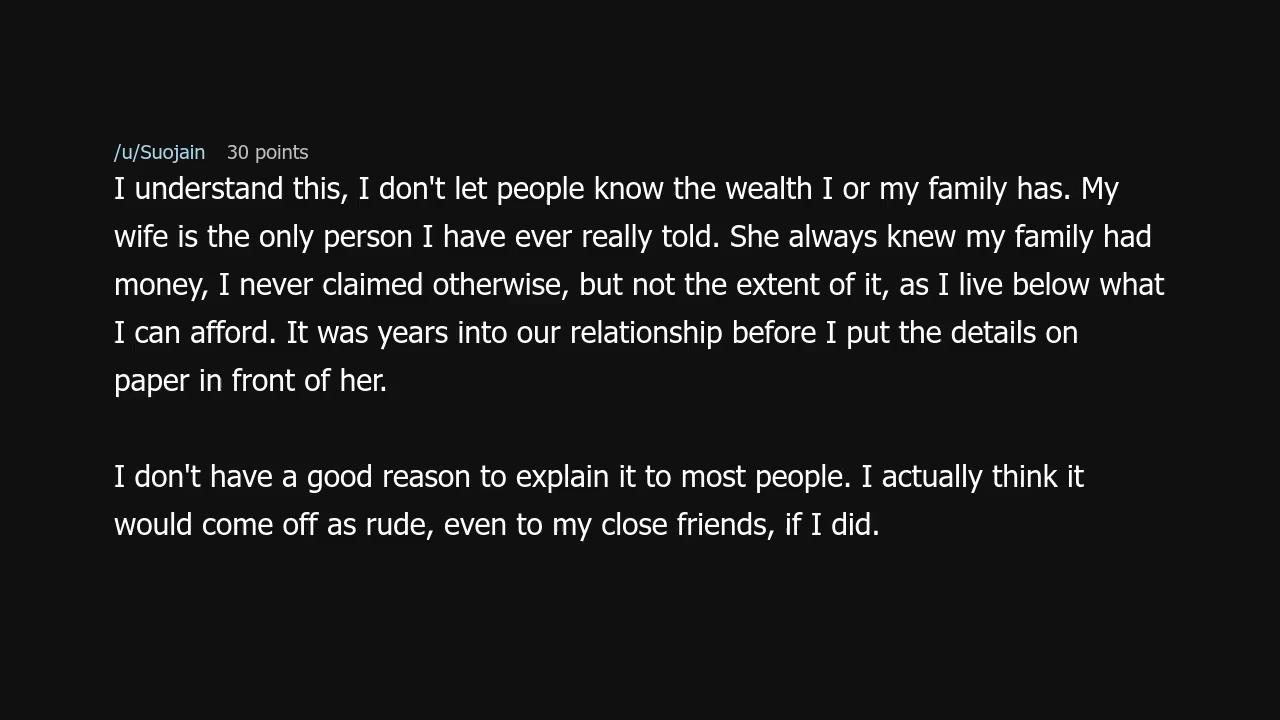 /u/Suojain 30 points
I understand this, I don't let people know the wealth I or my family has. My
wife is the only person I have ever really told. She always knew my family had
money, I never claimed otherwise, but not the extent of it, as I live below what
I can afford. It was years into our relationship before I put the details on
paper in front of her.
I don't have a good reason to explain it to most people. I actually think it
would come off as rude, even to my close friends, if I did.